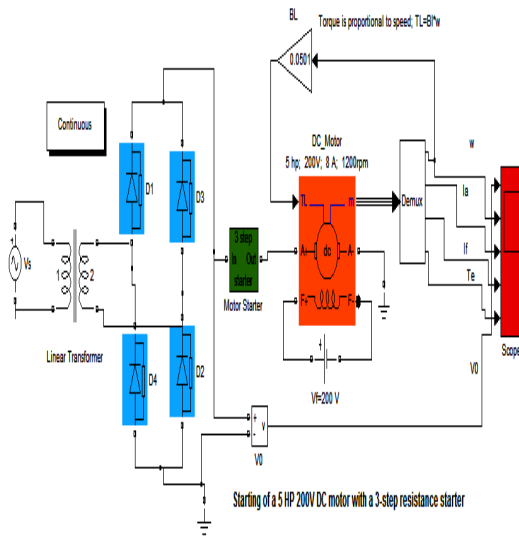 BL
Torque is proportional to speed; TL=Bl*w
0.0501
Continuous
DC_Motor
5 hp; 200V; 8 A; 1200rpm
D1
D3
TL
m
Demux
w
Ia
3 step
In Out
starter
A+
dc
A-
If
Vs
1
2
Motor Starter
F+
F-
Te
Scope
Linear Transformer
D4
D2
V0
Vf=200 V
+
-
v
V0
Starting of a 5 HP 200V DC motor with a 3-step resistance starter